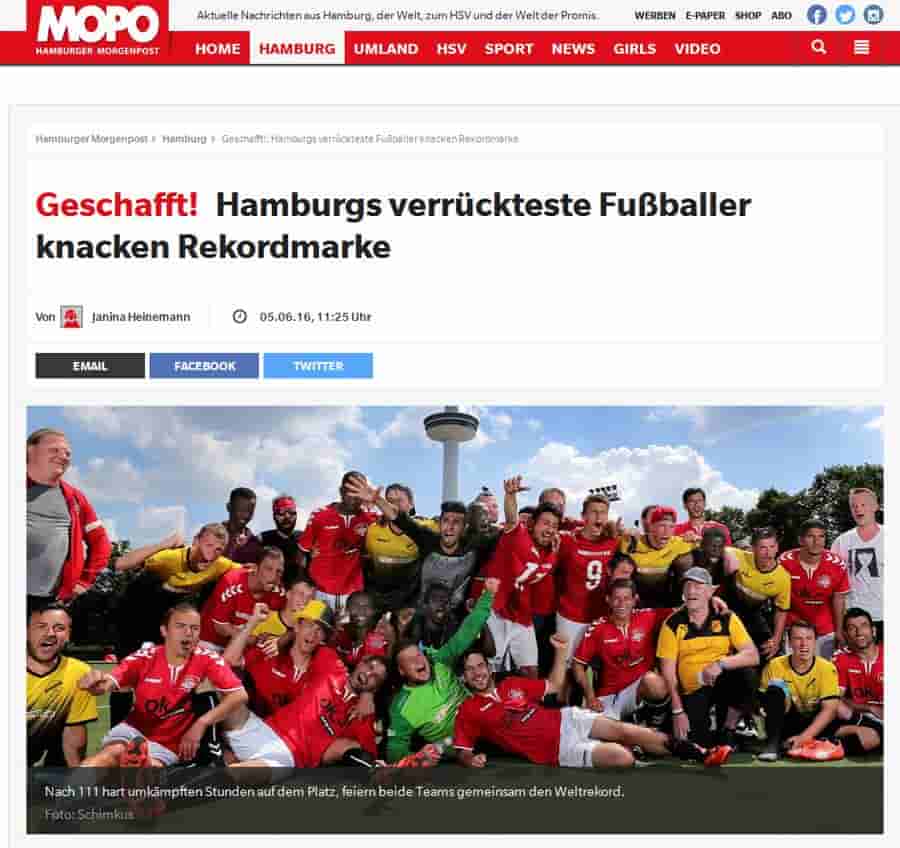 MOPO
HAMBURGER MORGENPOST
Aktuelle Nachrichten aus Hamburg, der Welt, zum HSV und der Welt der Promis.
WERBEN E-PAPER SHOP ABO
HOME HAMBURG UMLAND HSV SPORT NEWS GIRLS VIDEO
Hamburger Morgenpost › Hamburg › Geschafft!: Hamburgs verrückteste Fußballer knacken Rekordmarke
Geschafft! Hamburgs verrückteste Fußballer
knacken Rekordmarke
Von Janina Heinemann 05.06.16, 11:25 Uhr
EMAIL FACEBOOK TWITTER
9
Nach 111 hart umkämpften Stunden auf dem Platz, feiern beide Teams gemeinsam den Weltrekord.
Foto: Schimkus